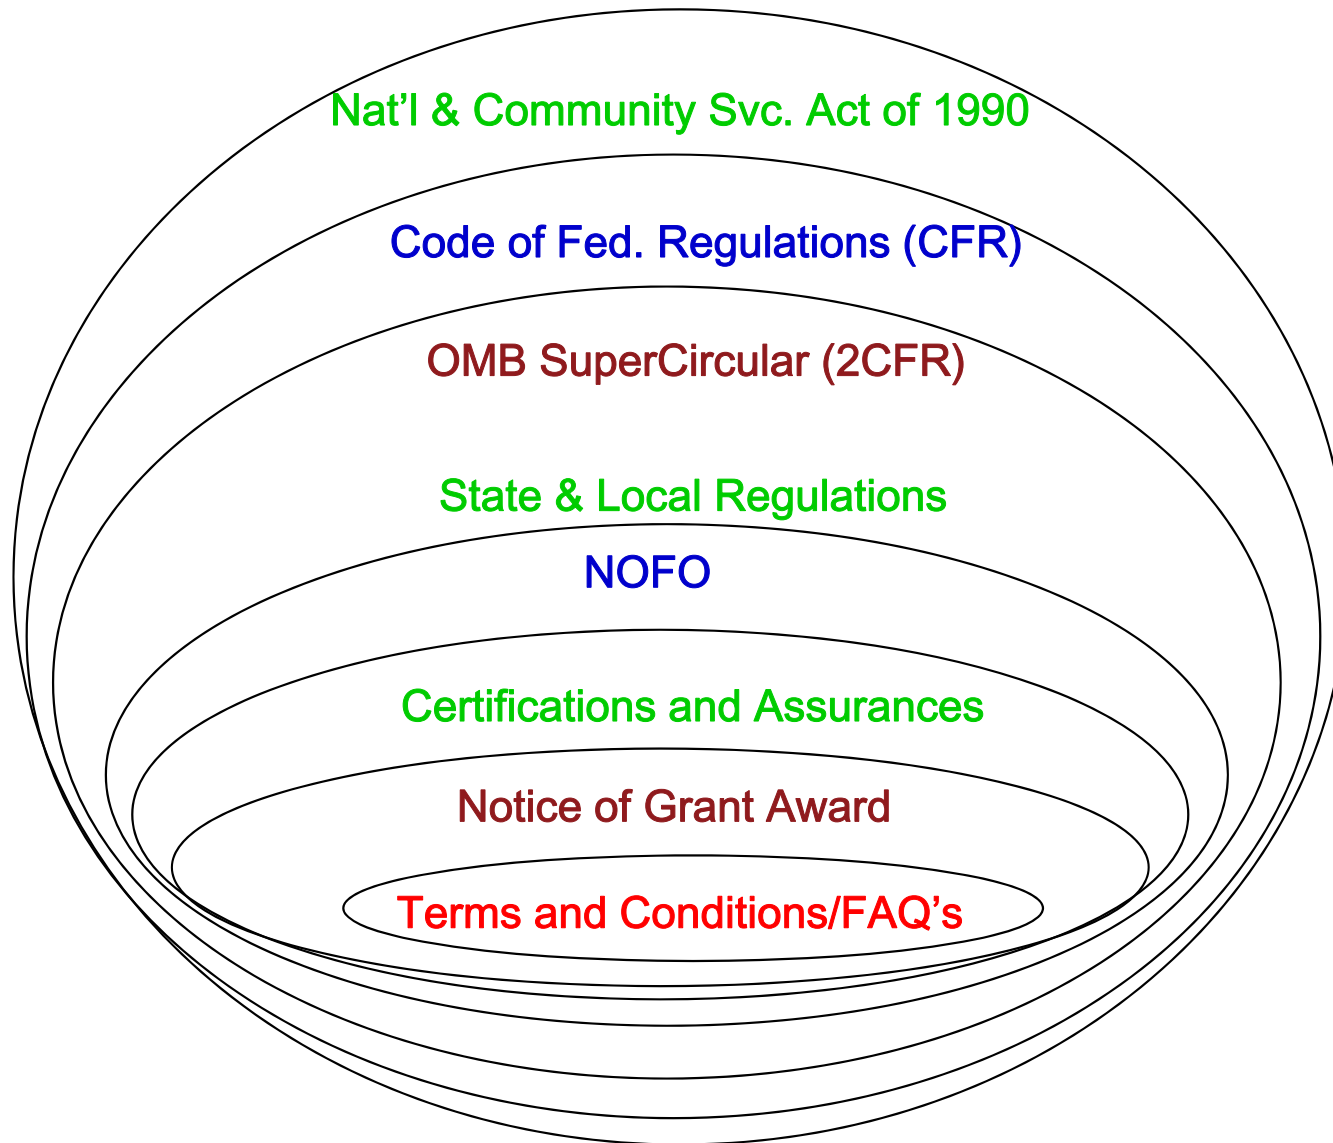 Nat’l & Community Svc. Act of 1990
Code of Fed. Regulations (CFR)
OMB SuperCircular (2CFR)
State & Local Regulations
NOFO
Certifications and Assurances
Notice of Grant Award
Terms and Conditions/FAQ’s